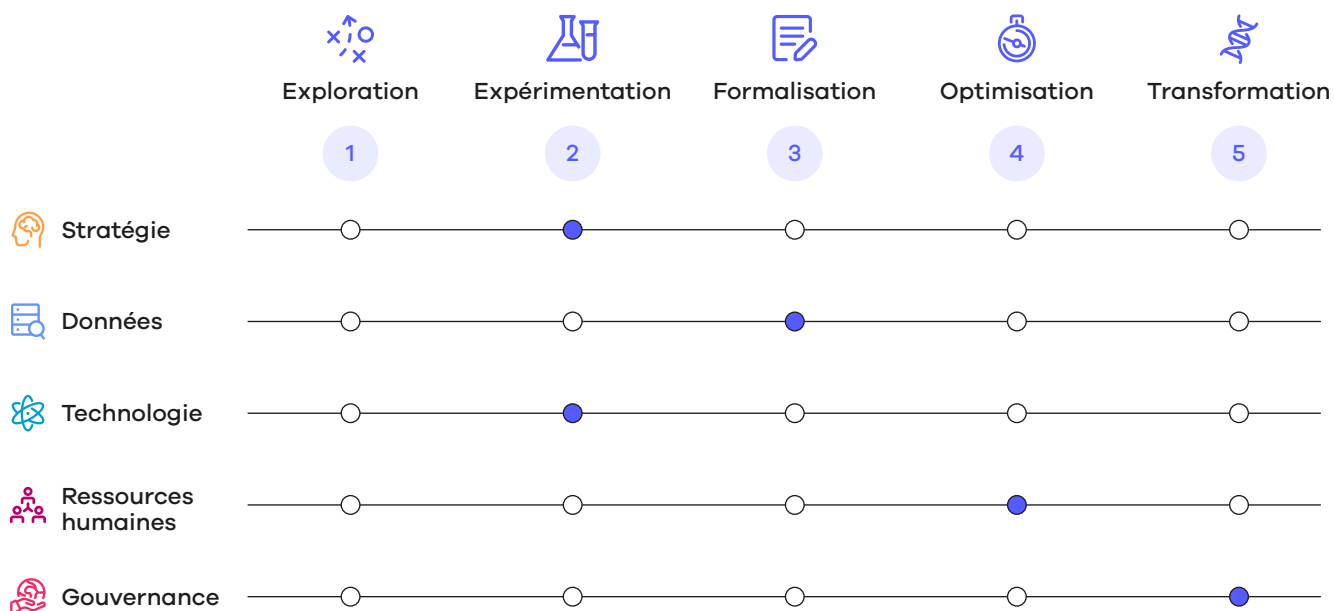 Exploration Expérimentation Formalisation Optimisation Transformation
1 2 3 4 5
Stratégie
Données
Technologie
Ressources
humaines
Gouvernance